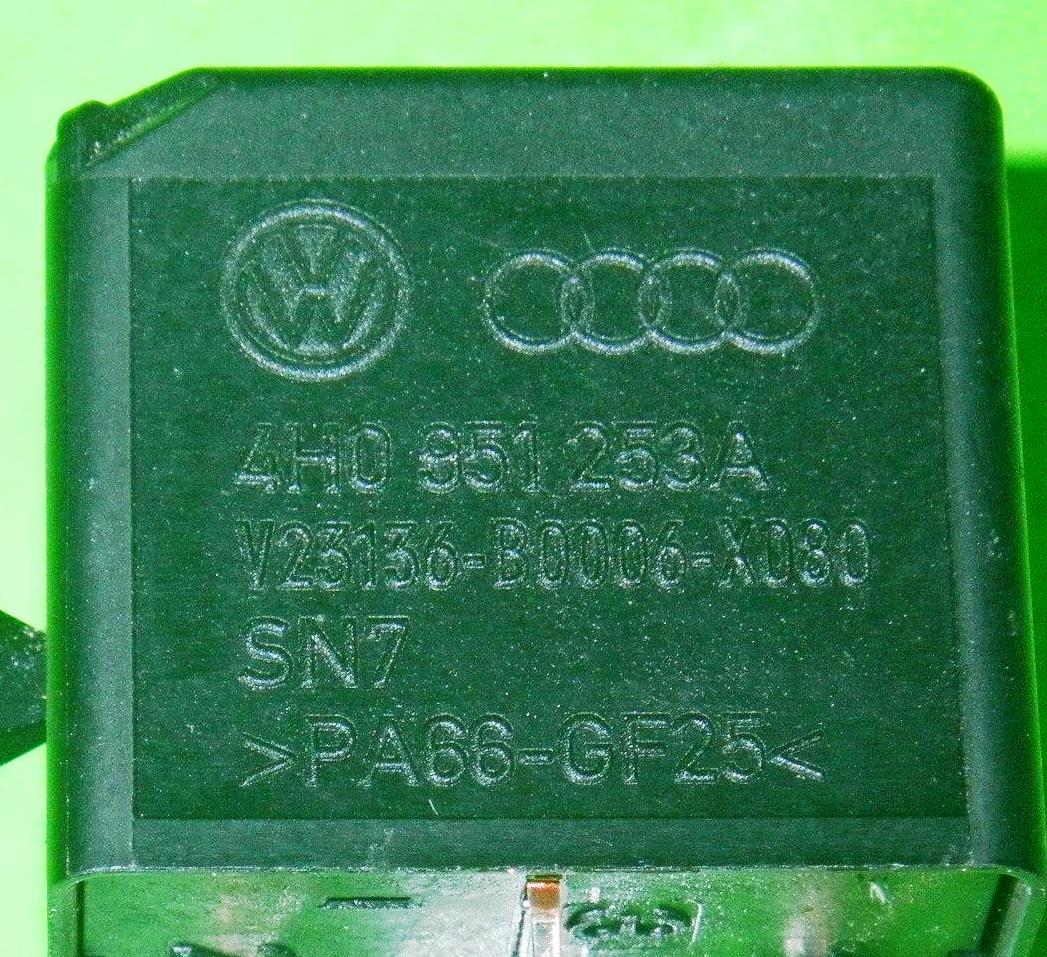 4H0 951 253A
V23136-B0006-X080
SN7
>PA66-GF25<